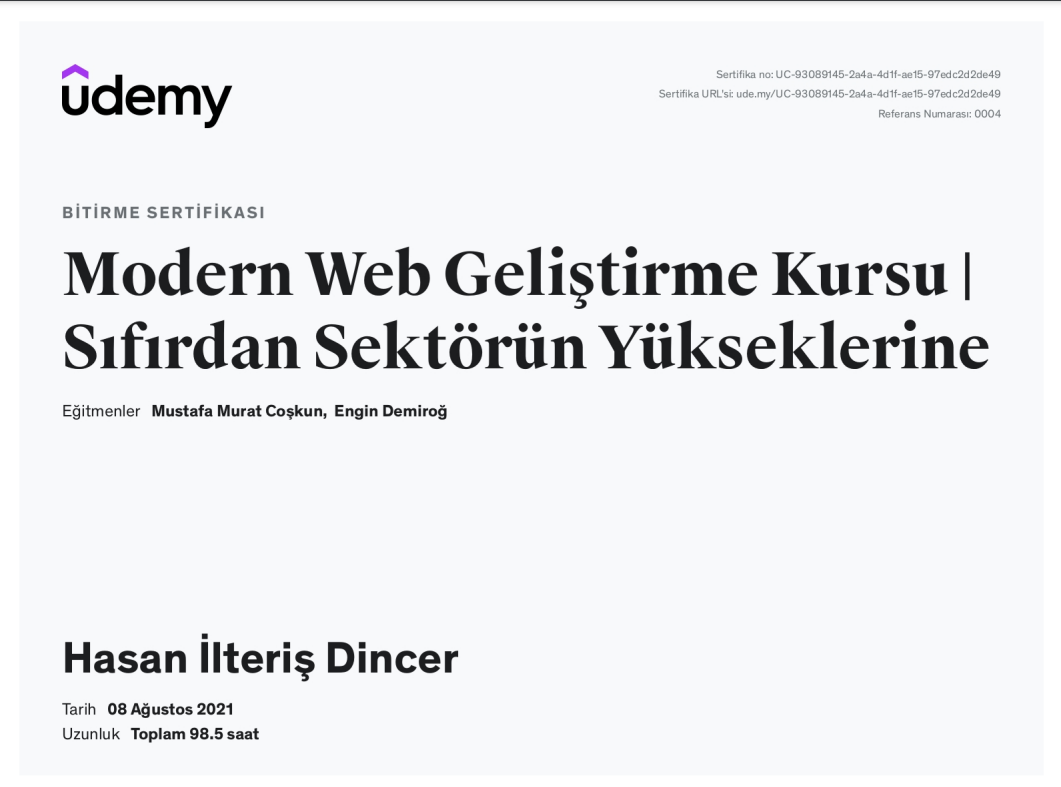 udemy
Sertifika no: UC-93089145-2a4a-4d1f-ae15-97edc2d2de49
Sertifika URL'si: ude.my/UC-93089145-2a4a-4d1f-ae15-97edc2d2de49
Referans Numarası: 0004
BİTİRME SERTİFİKASI
Modern Web Geliştirme Kursu |
Sıfırdan Sektörün Yükseklerine
Eğitmenler Mustafa Murat Coşkun, Engin Demiroğ
Hasan İlteriş Dincer
Tarih 08 Ağustos 2021
Uzunluk Toplam 98.5 saat